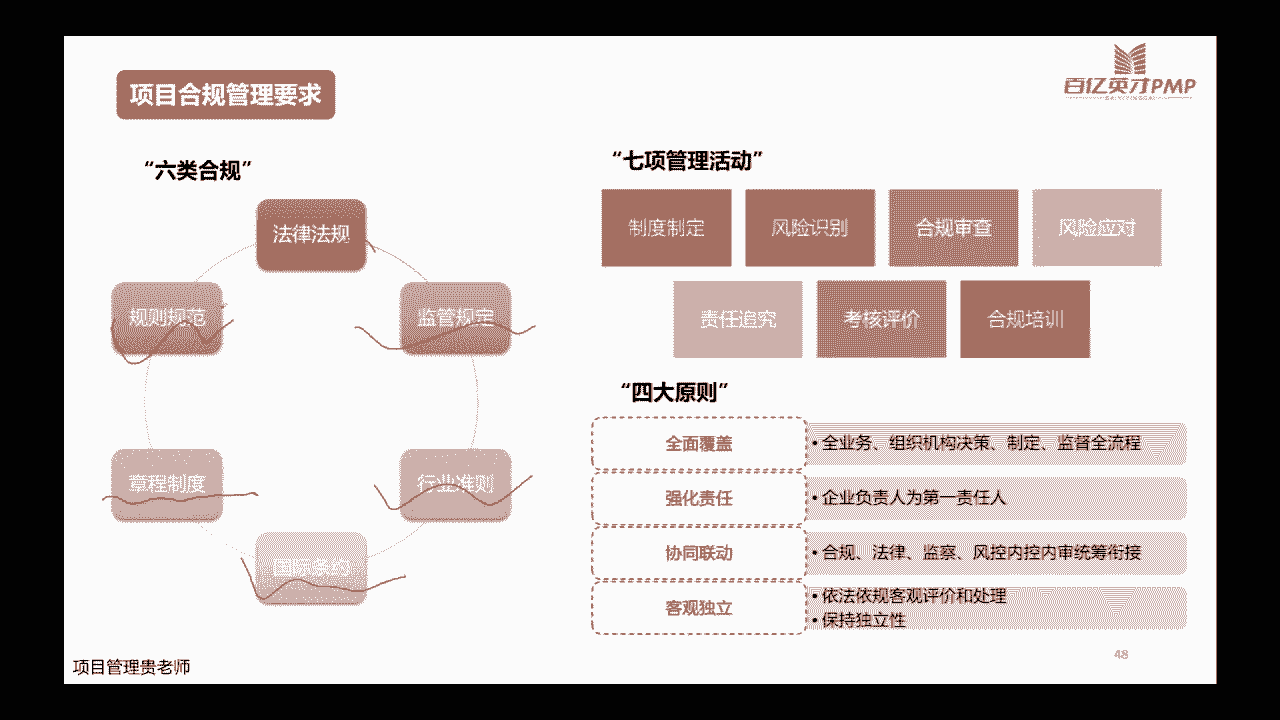 项目合规管理要求
百亿英才PMP
“六类合规”
法律法规
规则规范
监管规定
章程制度
行业准则
国际条约
“七项管理活动”
制度制定
风险识别
合规审查
风险应对
责任追究
考核评价
合规培训
“四大原则”
全面覆盖
• 全业务、组织机构决策、制定、监督全流程
强化责任
• 企业负责人为第一责任人
协同联动
• 合规、法律、监察、风控内控内审统筹衔接
客观独立
• 依法依规客观评价和处理
• 保持独立性
48
项目管理贵老师